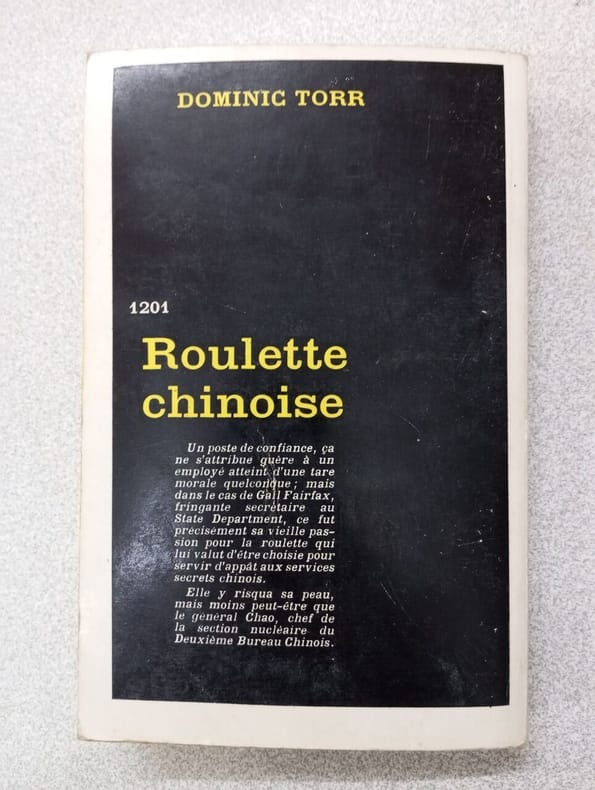 DOMINIC TORR
1201
Roulette
chinoise
Un poste de confiance, ça
ne s'attribue guère à un
employé atteint d'une tare
morale quelconque ; mais
dans le cas de Gail Fairfax,
fringante secrétaire au
State Department, ce fut
précisément sa vieille pas-
sion pour la roulette qui
lui valut d'être choisie pour
servir d'appât aux services
secrets chinois.
Elle y risqua sa peau,
mais moins peut-être que
le général Chao, chef de
la section nucléaire du
Deuxième Bureau Chinois.